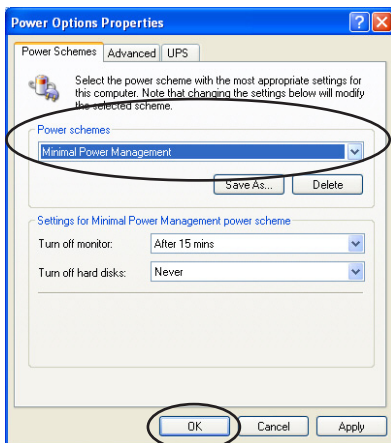 Power Options Properties
Power Schemes Advanced UPS
Select the power scheme with the most appropriate settings for
this computer. Note that changing the settings below will modify
the selected scheme.
Power schemes
Minimal Power Management
Save As... Delete
Settings for Minimal Power Management power scheme
Turn off monitor: After 15 mins
Turn off hard disks: Never
OK Cancel Apply